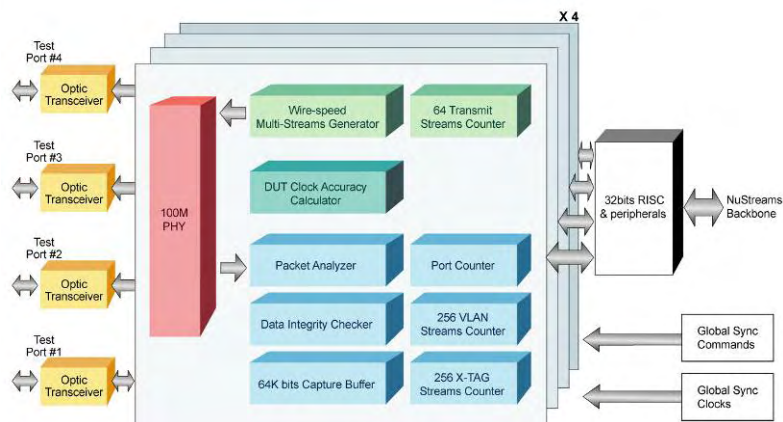 X 4
Test
Port #4
Optic
Transceiver
Test
Port #3
Optic
Transceiver
Test
Port #2
Optic
Transceiver
Test
Port #1
Optic
Transceiver
100M
PHY
Wire-speed
Multi-Streams Generator
64 Transmit
Streams Counter
DUT Clock Accuracy
Calculator
Packet Analyzer
Port Counter
Data Integrity Checker
256 VLAN
Streams Counter
64K bits Capture Buffer
256 X-TAG
Streams Counter
32bits RISC
& peripherals
NuStreams
Backbone
Global Sync
Commands
Global Sync
Clocks